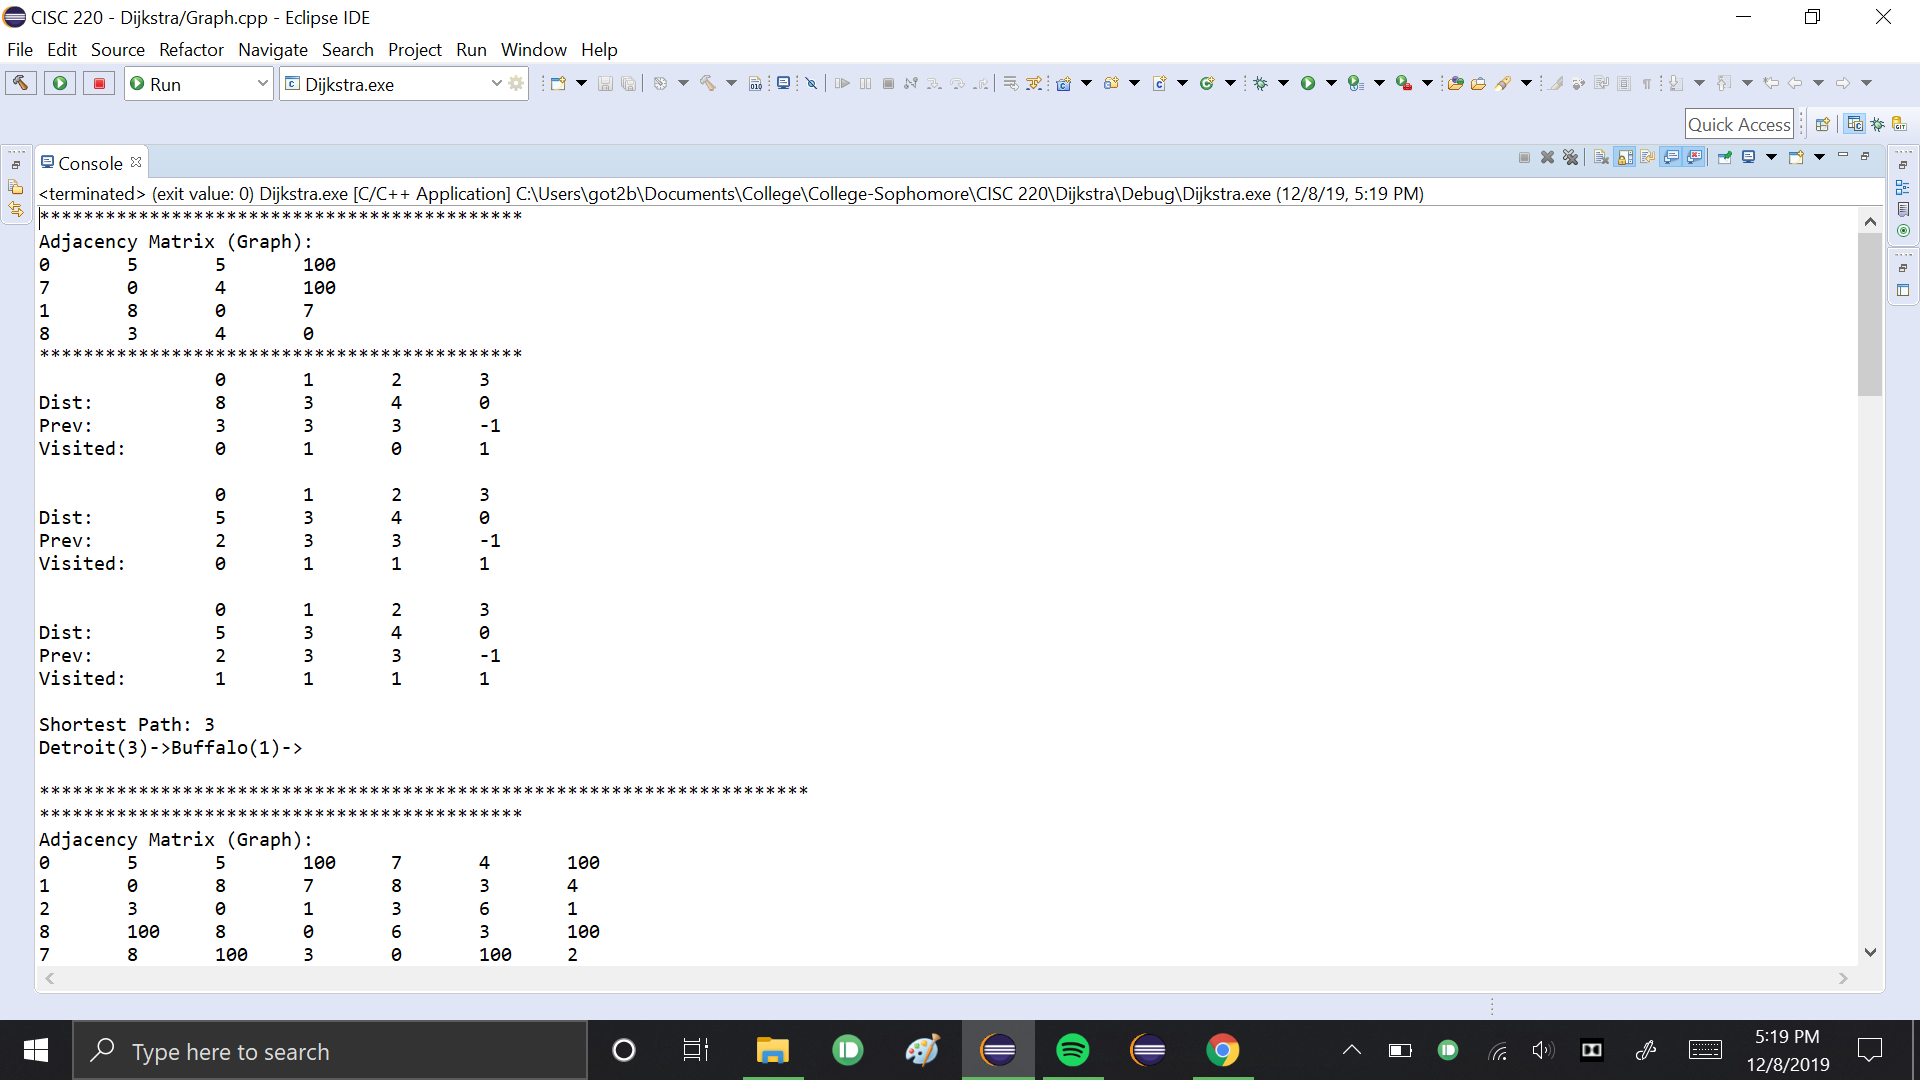 CISC 220 - Dijkstra/Graph.cpp - Eclipse IDE
File Edit Source Refactor Navigate Search Project Run Window Help
Run Dijkstra.exe
Quick Access
Console
<terminated> (exit value: 0) Dijkstra.exe [C/C++ Application] C:\Users\got2b\Documents\College\College-Sophomore\CISC 220\Dijkstra\Debug\Dijkstra.exe (12/8/19, 5:19 PM)
********************************************
Adjacency Matrix (Graph):
0 5 5 100
7 0 4 100
1 8 0 7
8 3 4 0
********************************************
0 1 2 3
Dist: 8 3 4 0
Prev: 3 3 3 -1
Visited: 0 1 0 1
0 1 2 3
Dist: 5 3 4 0
Prev: 2 3 3 -1
Visited: 0 1 1 1
0 1 2 3
Dist: 5 3 4 0
Prev: 2 3 3 -1
Visited: 1 1 1 1
Shortest Path: 3
Detroit(3)->Buffalo(1)->
**********************************************************************
********************************************
Adjacency Matrix (Graph):
0 5 5 100 7 4 100
1 0 8 7 8 3 4
2 3 0 1 3 6 1
8 100 8 0 6 3 100
7 8 100 3 0 100 2
Type here to search
5:19 PM
12/8/2019